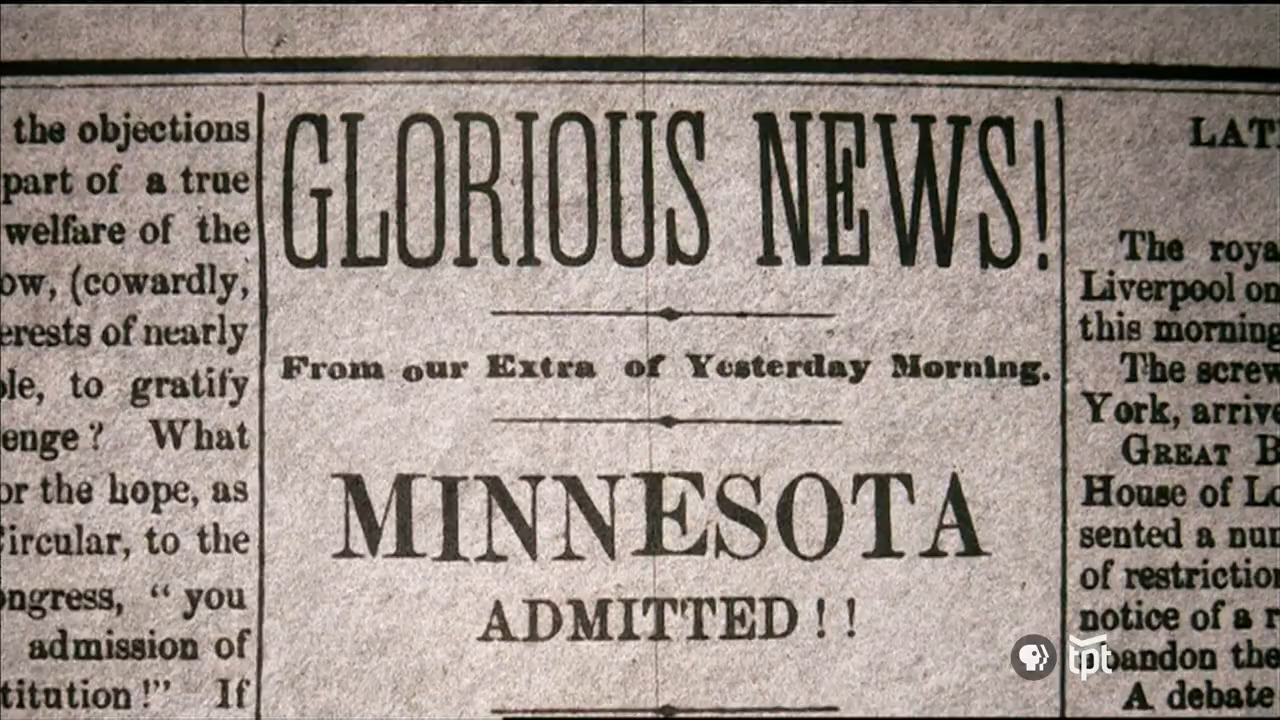 the objections
part of a true
welfare of the
ow, (cowardly,
erests of nearly
ole, to gratify
enge? What
or the hope, as
Circular, to the
ongress, “ you
admission of
titution!” If
GLORIOUS NEWS!
From our Extra of Yesterday Morning.
MINNESOTA
ADMITTED!!
LAT
The roya
Liverpool on
this morning
The screw
York, arrive
GREAT B
House of Lo
sented a num
of restriction
notice of a r
abandon the
A debate
tpt